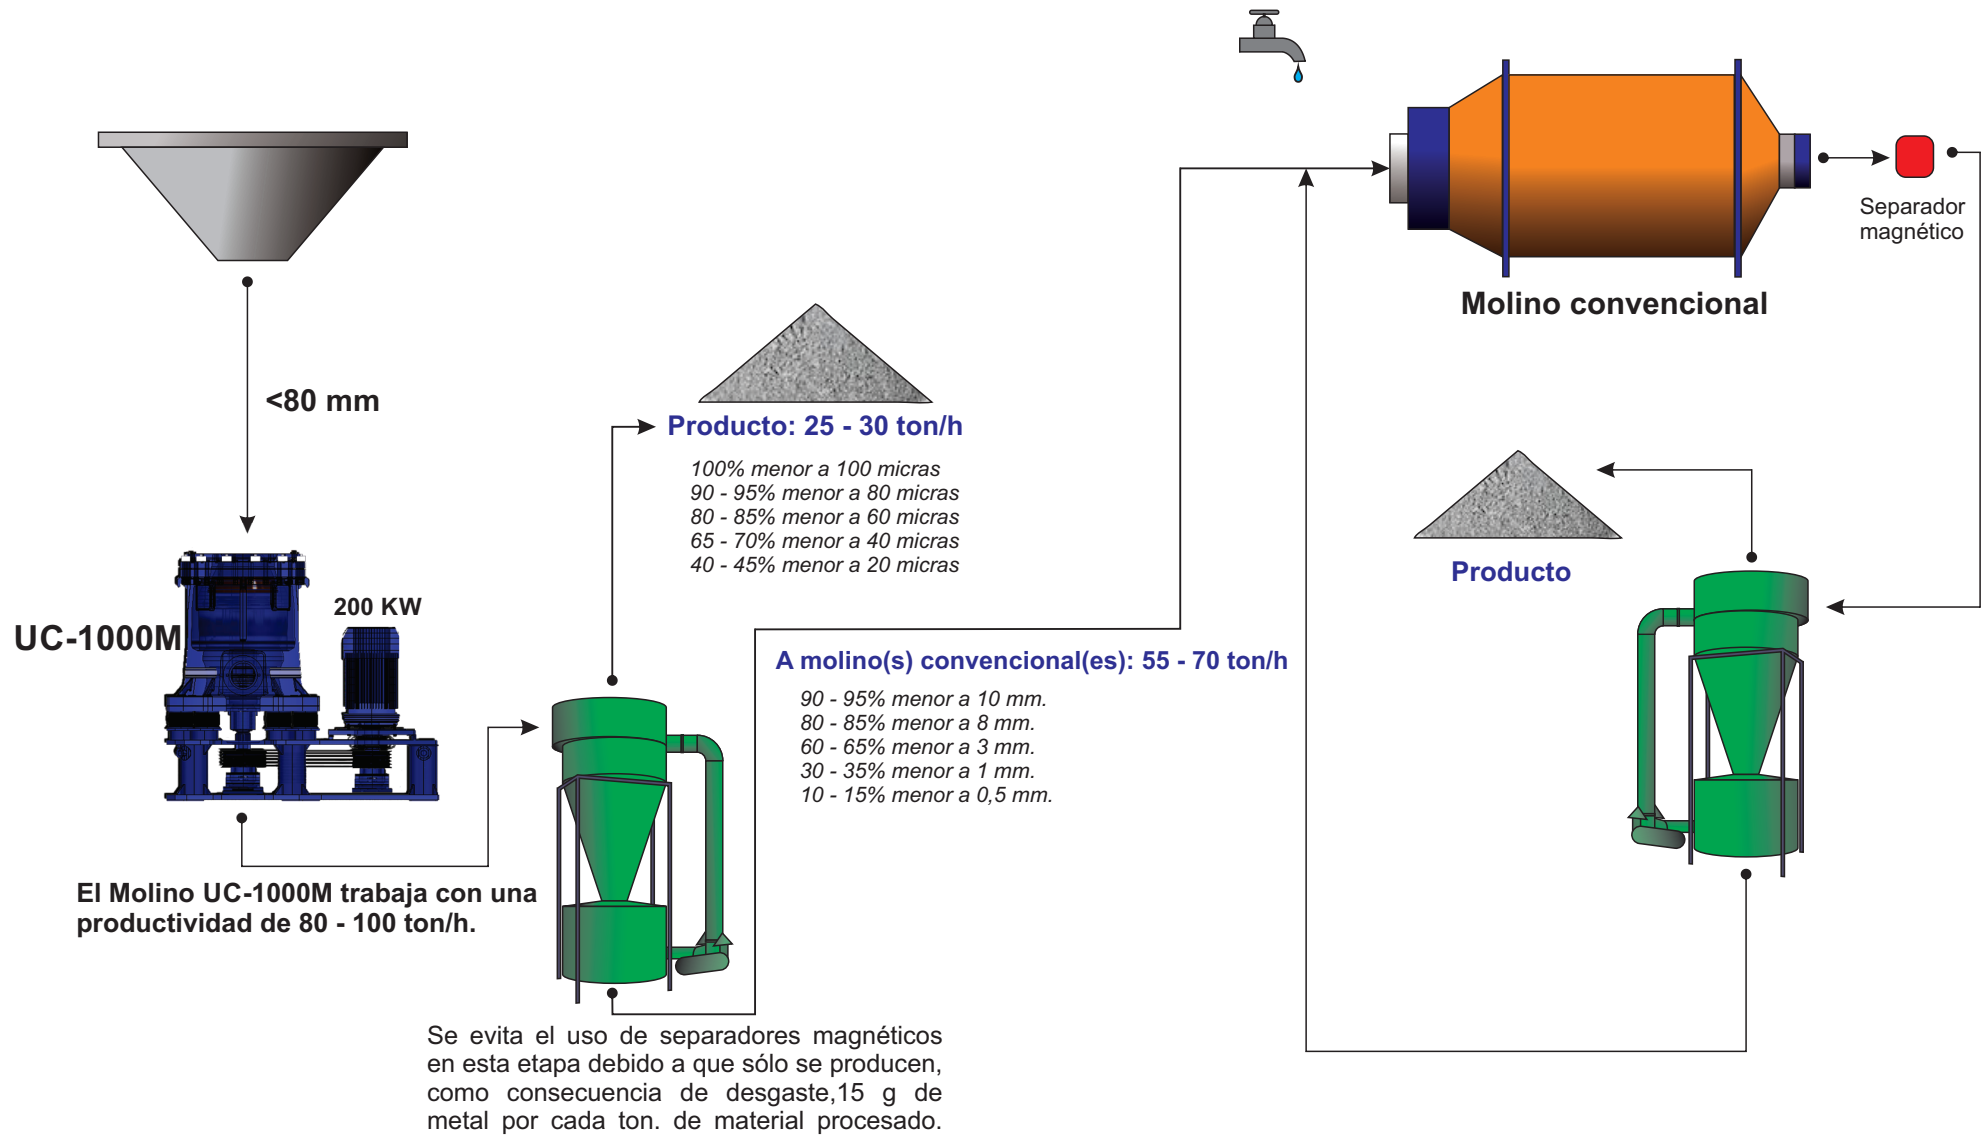 Separador
magnético
Molino convencional
<80 mm
Producto: 25 - 30 ton/h
100% menor a 100 micras
90 - 95% menor a 80 micras
80 - 85% menor a 60 micras
65 - 70% menor a 40 micras
40 - 45% menor a 20 micras
Producto
200 KW
UC-1000M
A molino(s) convencional(es): 55 - 70 ton/h
90 - 95% menor a 10 mm.
80 - 85% menor a 8 mm.
60 - 65% menor a 3 mm.
30 - 35% menor a 1 mm.
10 - 15% menor a 0,5 mm.
El Molino UC-1000M trabaja con una
productividad de 80 - 100 ton/h.
Se evita el uso de separadores magnéticos
en esta etapa debido a que sólo se producen,
como consecuencia de desgaste,15 g de
metal por cada ton. de material procesado.